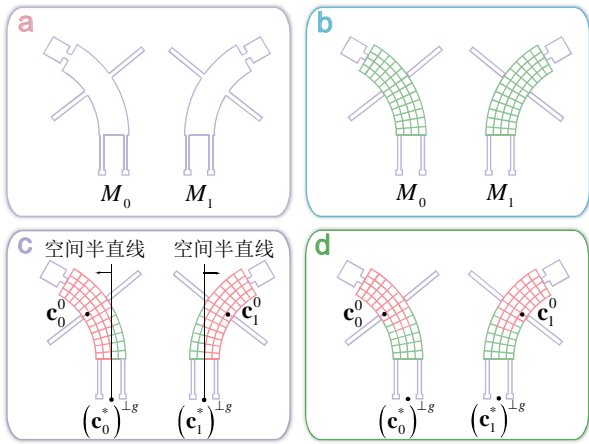 a
M₀ M₁
b
M₀ M₁
c
空间半直线 空间半直线
c₀⁰ c₁⁰
(c₀*)^⊥g (c₁*)^⊥g
d
c₀⁰ c₁⁰
(c₀*)^⊥g (c₁*)^⊥g